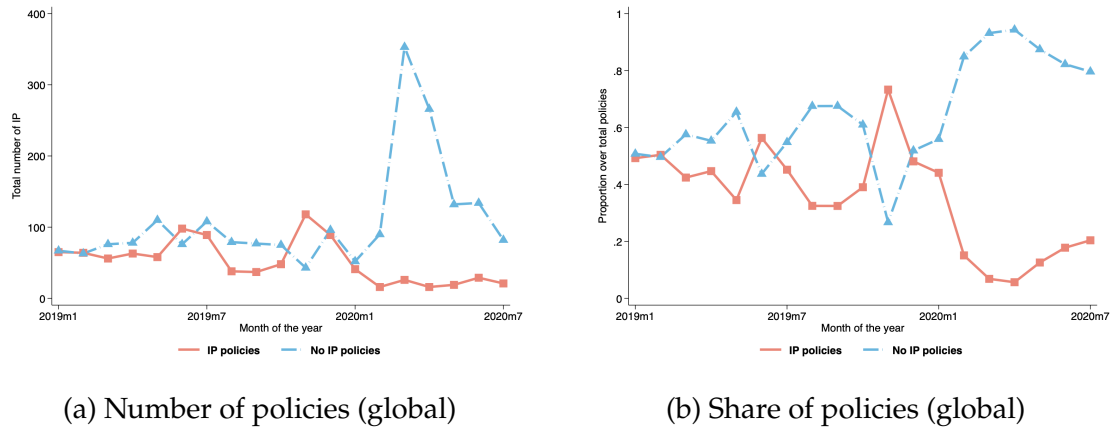 400
300
200
100
0
Total number of IP
2019m1
2019m7
2020m1
2020m7
Month of the year
IP policies
No IP policies
(a) Number of policies (global)
1
.8
.6
.4
.2
0
Proportion over total policies
2019m1
2019m7
2020m1
2020m7
Month of the year
IP policies
No IP policies
(b) Share of policies (global)